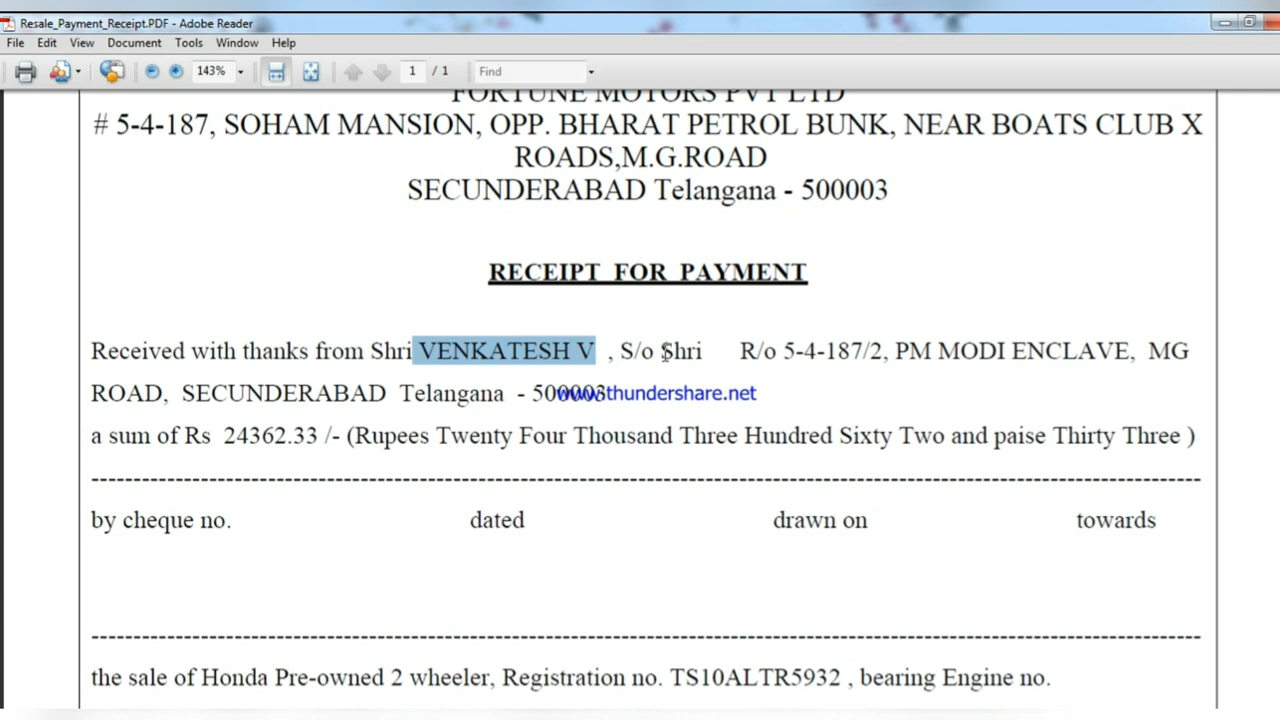 Resale_Payment_Receipt.PDF - Adobe Reader
File Edit View Document Tools Window Help
143% 1 / 1 Find
FORTUNE MOTORS PVT LTD
# 5-4-187, SOHAM MANSION, OPP. BHARAT PETROL BUNK, NEAR BOATS CLUB X
ROADS,M.G.ROAD
SECUNDERABAD Telangana - 500003
RECEIPT FOR PAYMENT
Received with thanks from Shri VENKATESH V , S/o Shri R/o 5-4-187/2, PM MODI ENCLAVE, MG
ROAD, SECUNDERABAD Telangana - 500003
www.thundershare.net
a sum of Rs 24362.33 /- (Rupees Twenty Four Thousand Three Hundred Sixty Two and paise Thirty Three )
by cheque no. dated drawn on towards
the sale of Honda Pre-owned 2 wheeler, Registration no. TS10ALTR5932 , bearing Engine no.